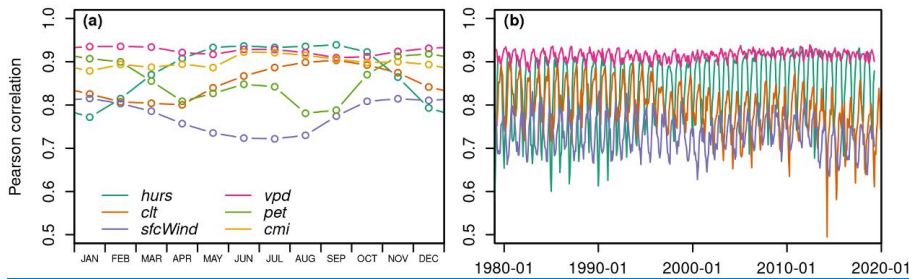 (a)
Pearson correlation
1.0
0.9
0.8
0.7
0.6
0.5
hurs
clt
sfcWind
vpd
pet
cmi
JAN FEB MAR APR MAY JUN JUL AUG SEP OCT NOV DEC
(b)
1.0
0.9
0.8
0.7
0.6
0.5
1980-01 1990-01 2000-01 2010-01 2020-01